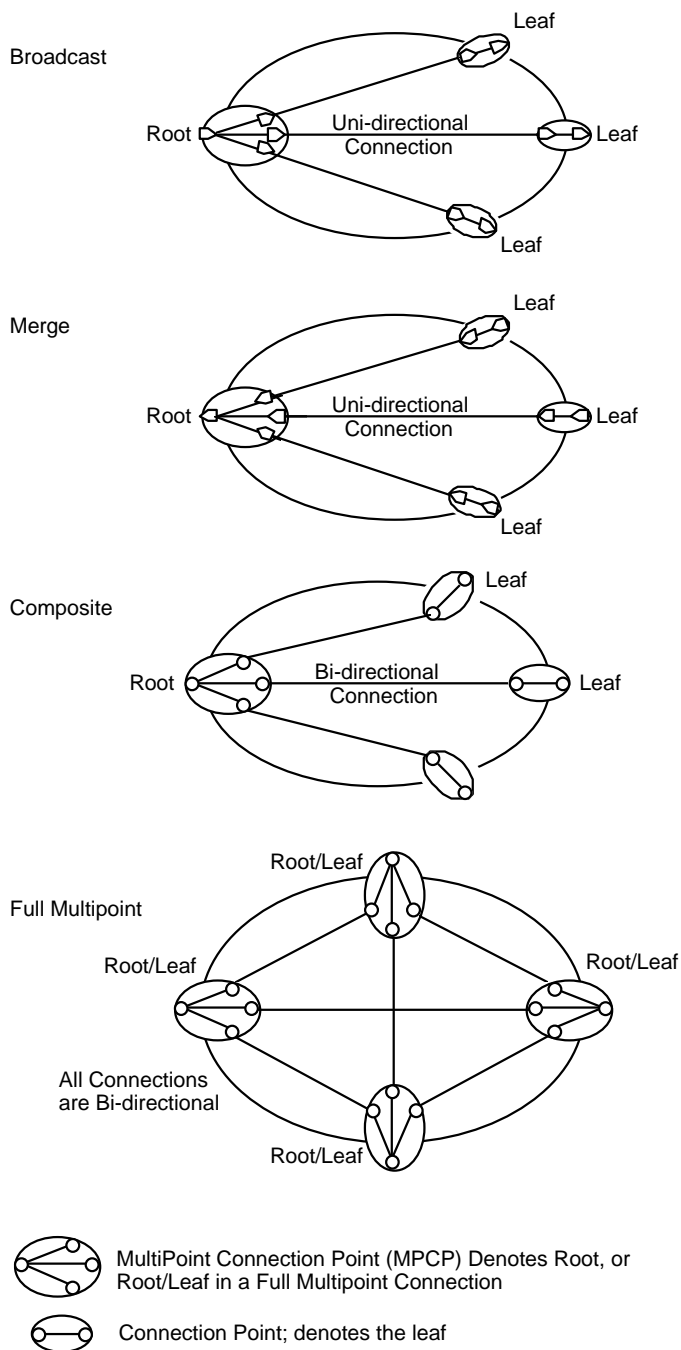 Leaf
Broadcast
Root
Uni-directional
Connection
Leaf
Leaf
Leaf
Merge
Root
Uni-directional
Connection
Leaf
Leaf
Leaf
Composite
Root
Bi-directional
Connection
Leaf
Root/Leaf
Full Multipoint
Root/Leaf
Root/Leaf
All Connections
are Bi-directional
Root/Leaf
MultiPoint Connection Point (MPCP) Denotes Root, or
Root/Leaf in a Full Multipoint Connection
Connection Point; denotes the leaf